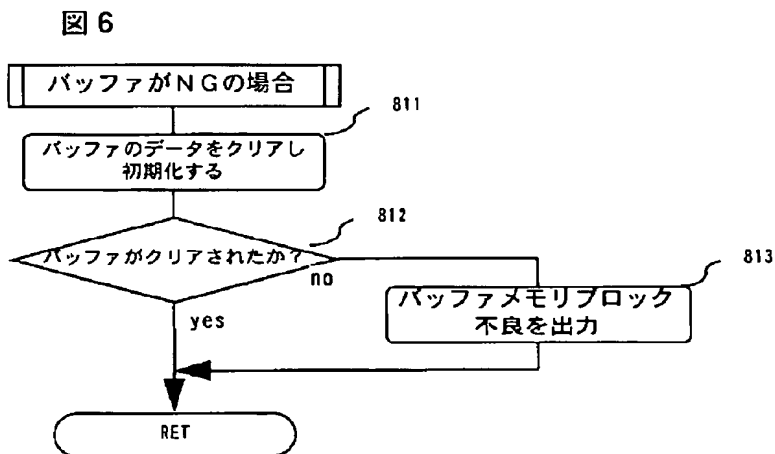 図6
バッファがNGの場合
811
バッファのデータをクリアし
初期化する
812
バッファがクリアされたか?
no
813
バッファメモリブロック
不良を出力
yes
RET